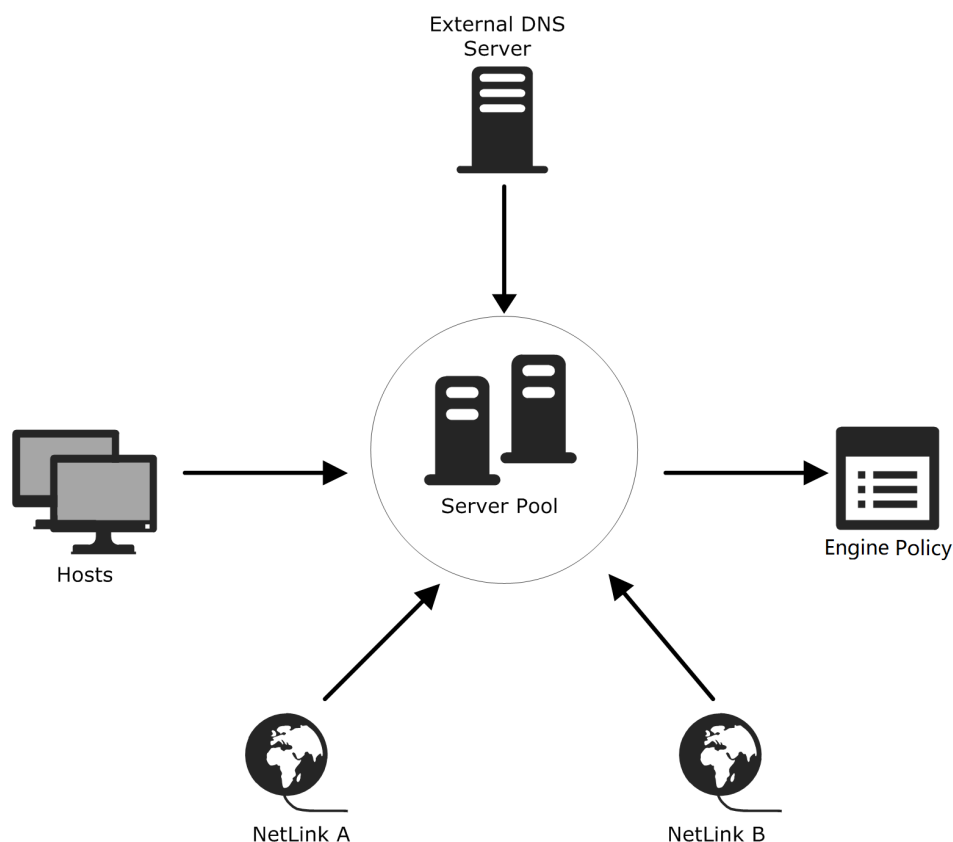 External DNS
Server
Server Pool
Hosts
Engine Policy
NetLink A
NetLink B